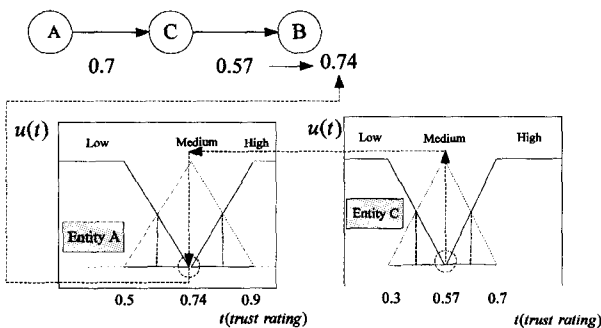 A C B
0.7 0.57 0.74
u(t) Low Medium High
Entity A
0.5 0.74 0.9
t(trust rating)
u(t) Low Medium High
Entity C
0.3 0.57 0.7
t(trust rating)